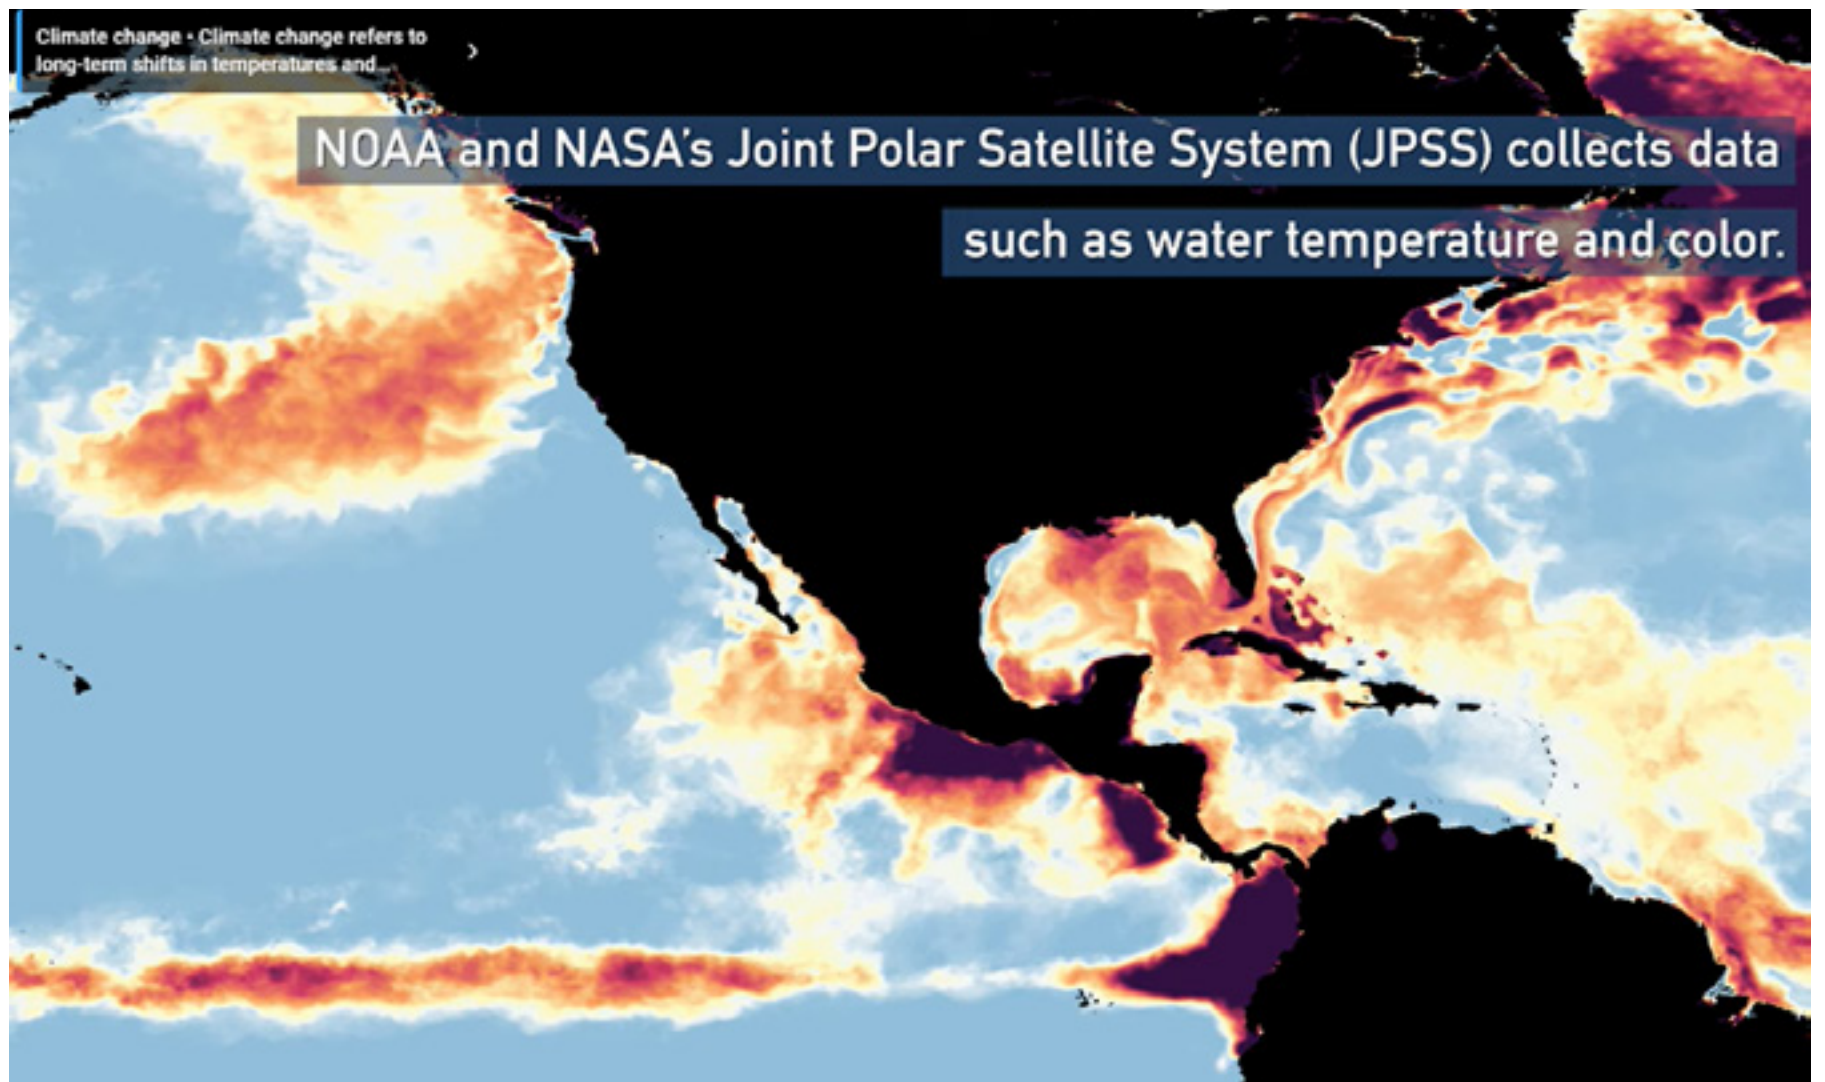 Climate change • Climate change refers to
long-term shifts in temperatures and...
NOAA and NASA's Joint Polar Satellite System (JPSS) collects data
such as water temperature and color.